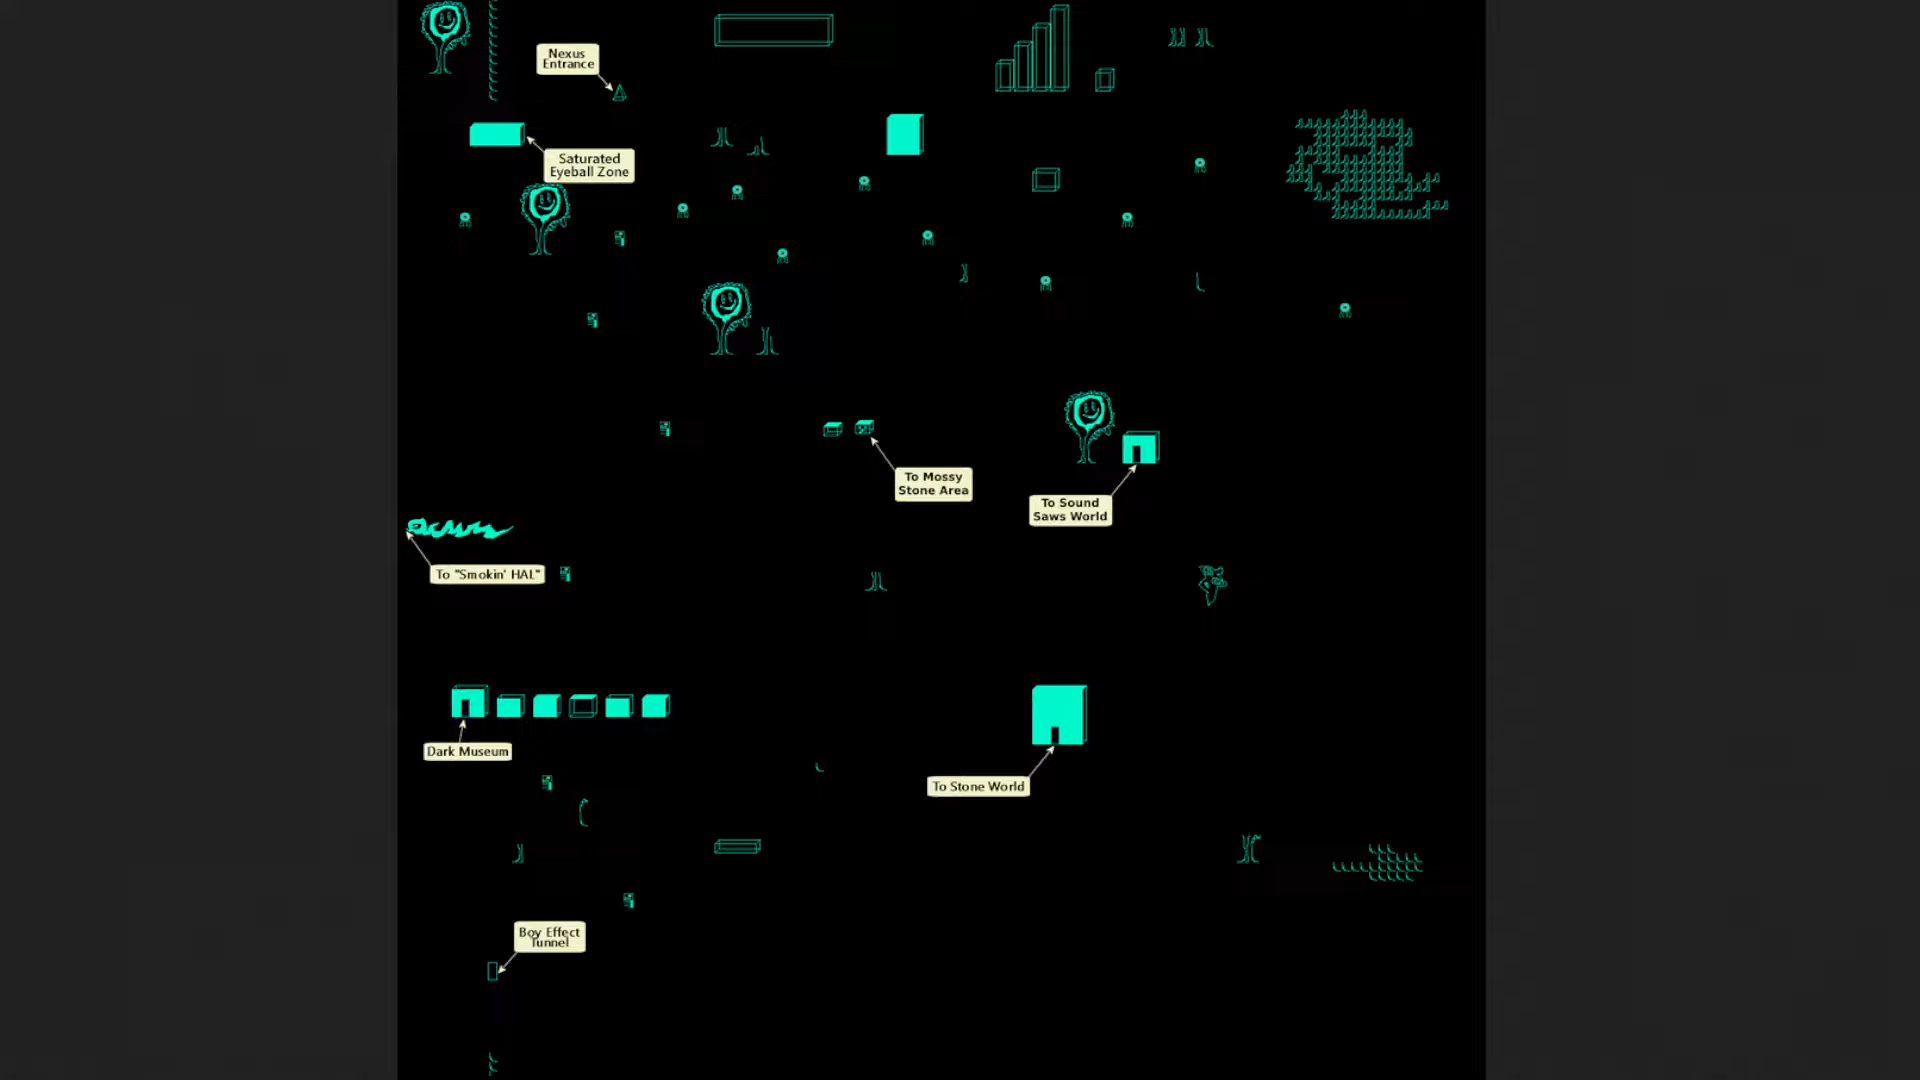 Nexus
Entrance
Saturated
Eyeball Zone
To Mossy
Stone Area
To Sound
Saws World
To "Smokin' HAL"
Dark Museum
To Stone World
Boy Effect
Tunnel